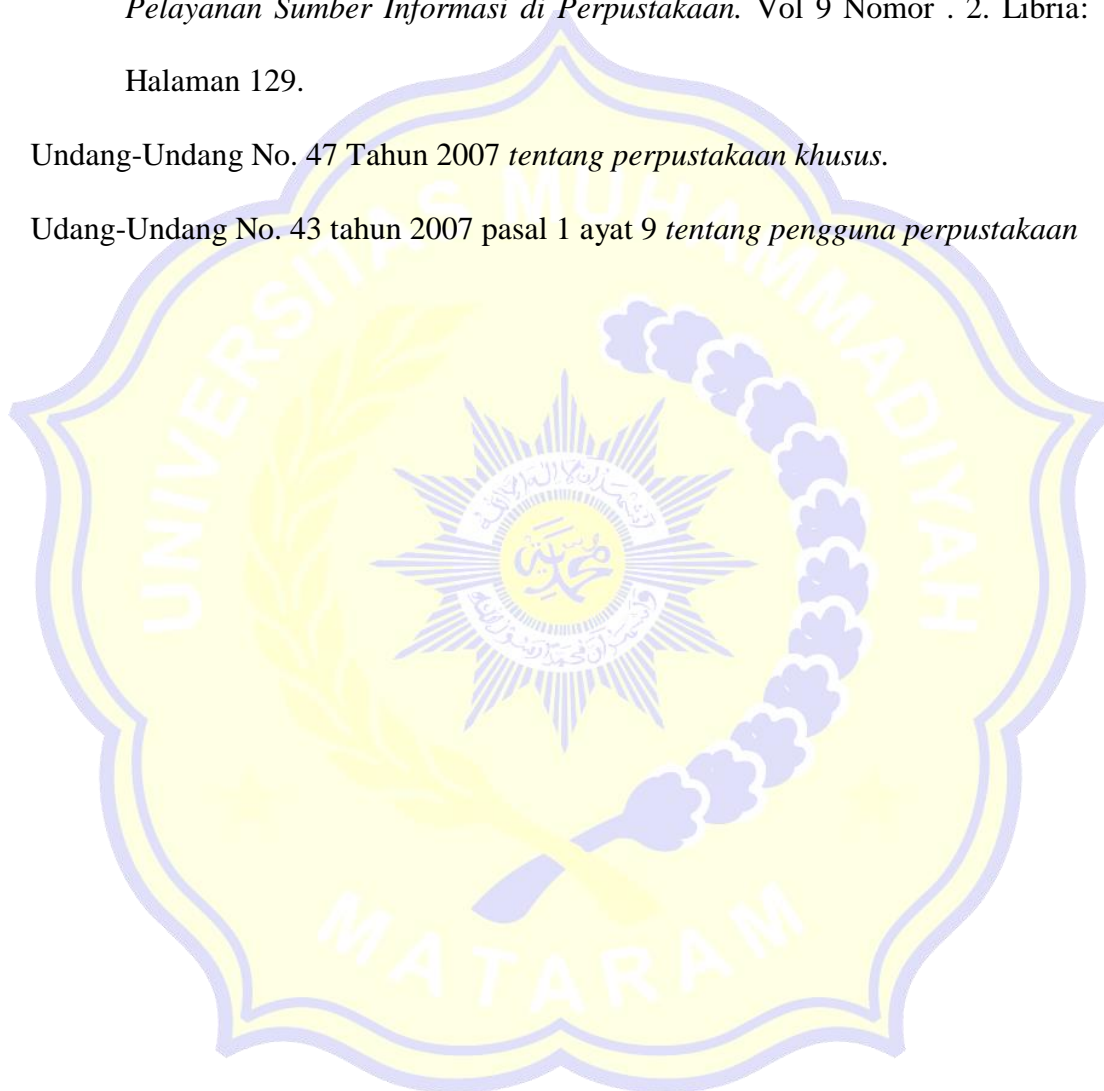 Pelayanan Sumber Informasi di Perpustakaan. Vol 9 Nomor . 2. Libria:
Halaman 129.
Undang-Undang No. 47 Tahun 2007 tentang perpustakaan khusus.
Udang-Undang No. 43 tahun 2007 pasal 1 ayat 9 tentang pengguna perpustakaan
UNIVERSITAS MUHAMMADIYAH
MATARAM